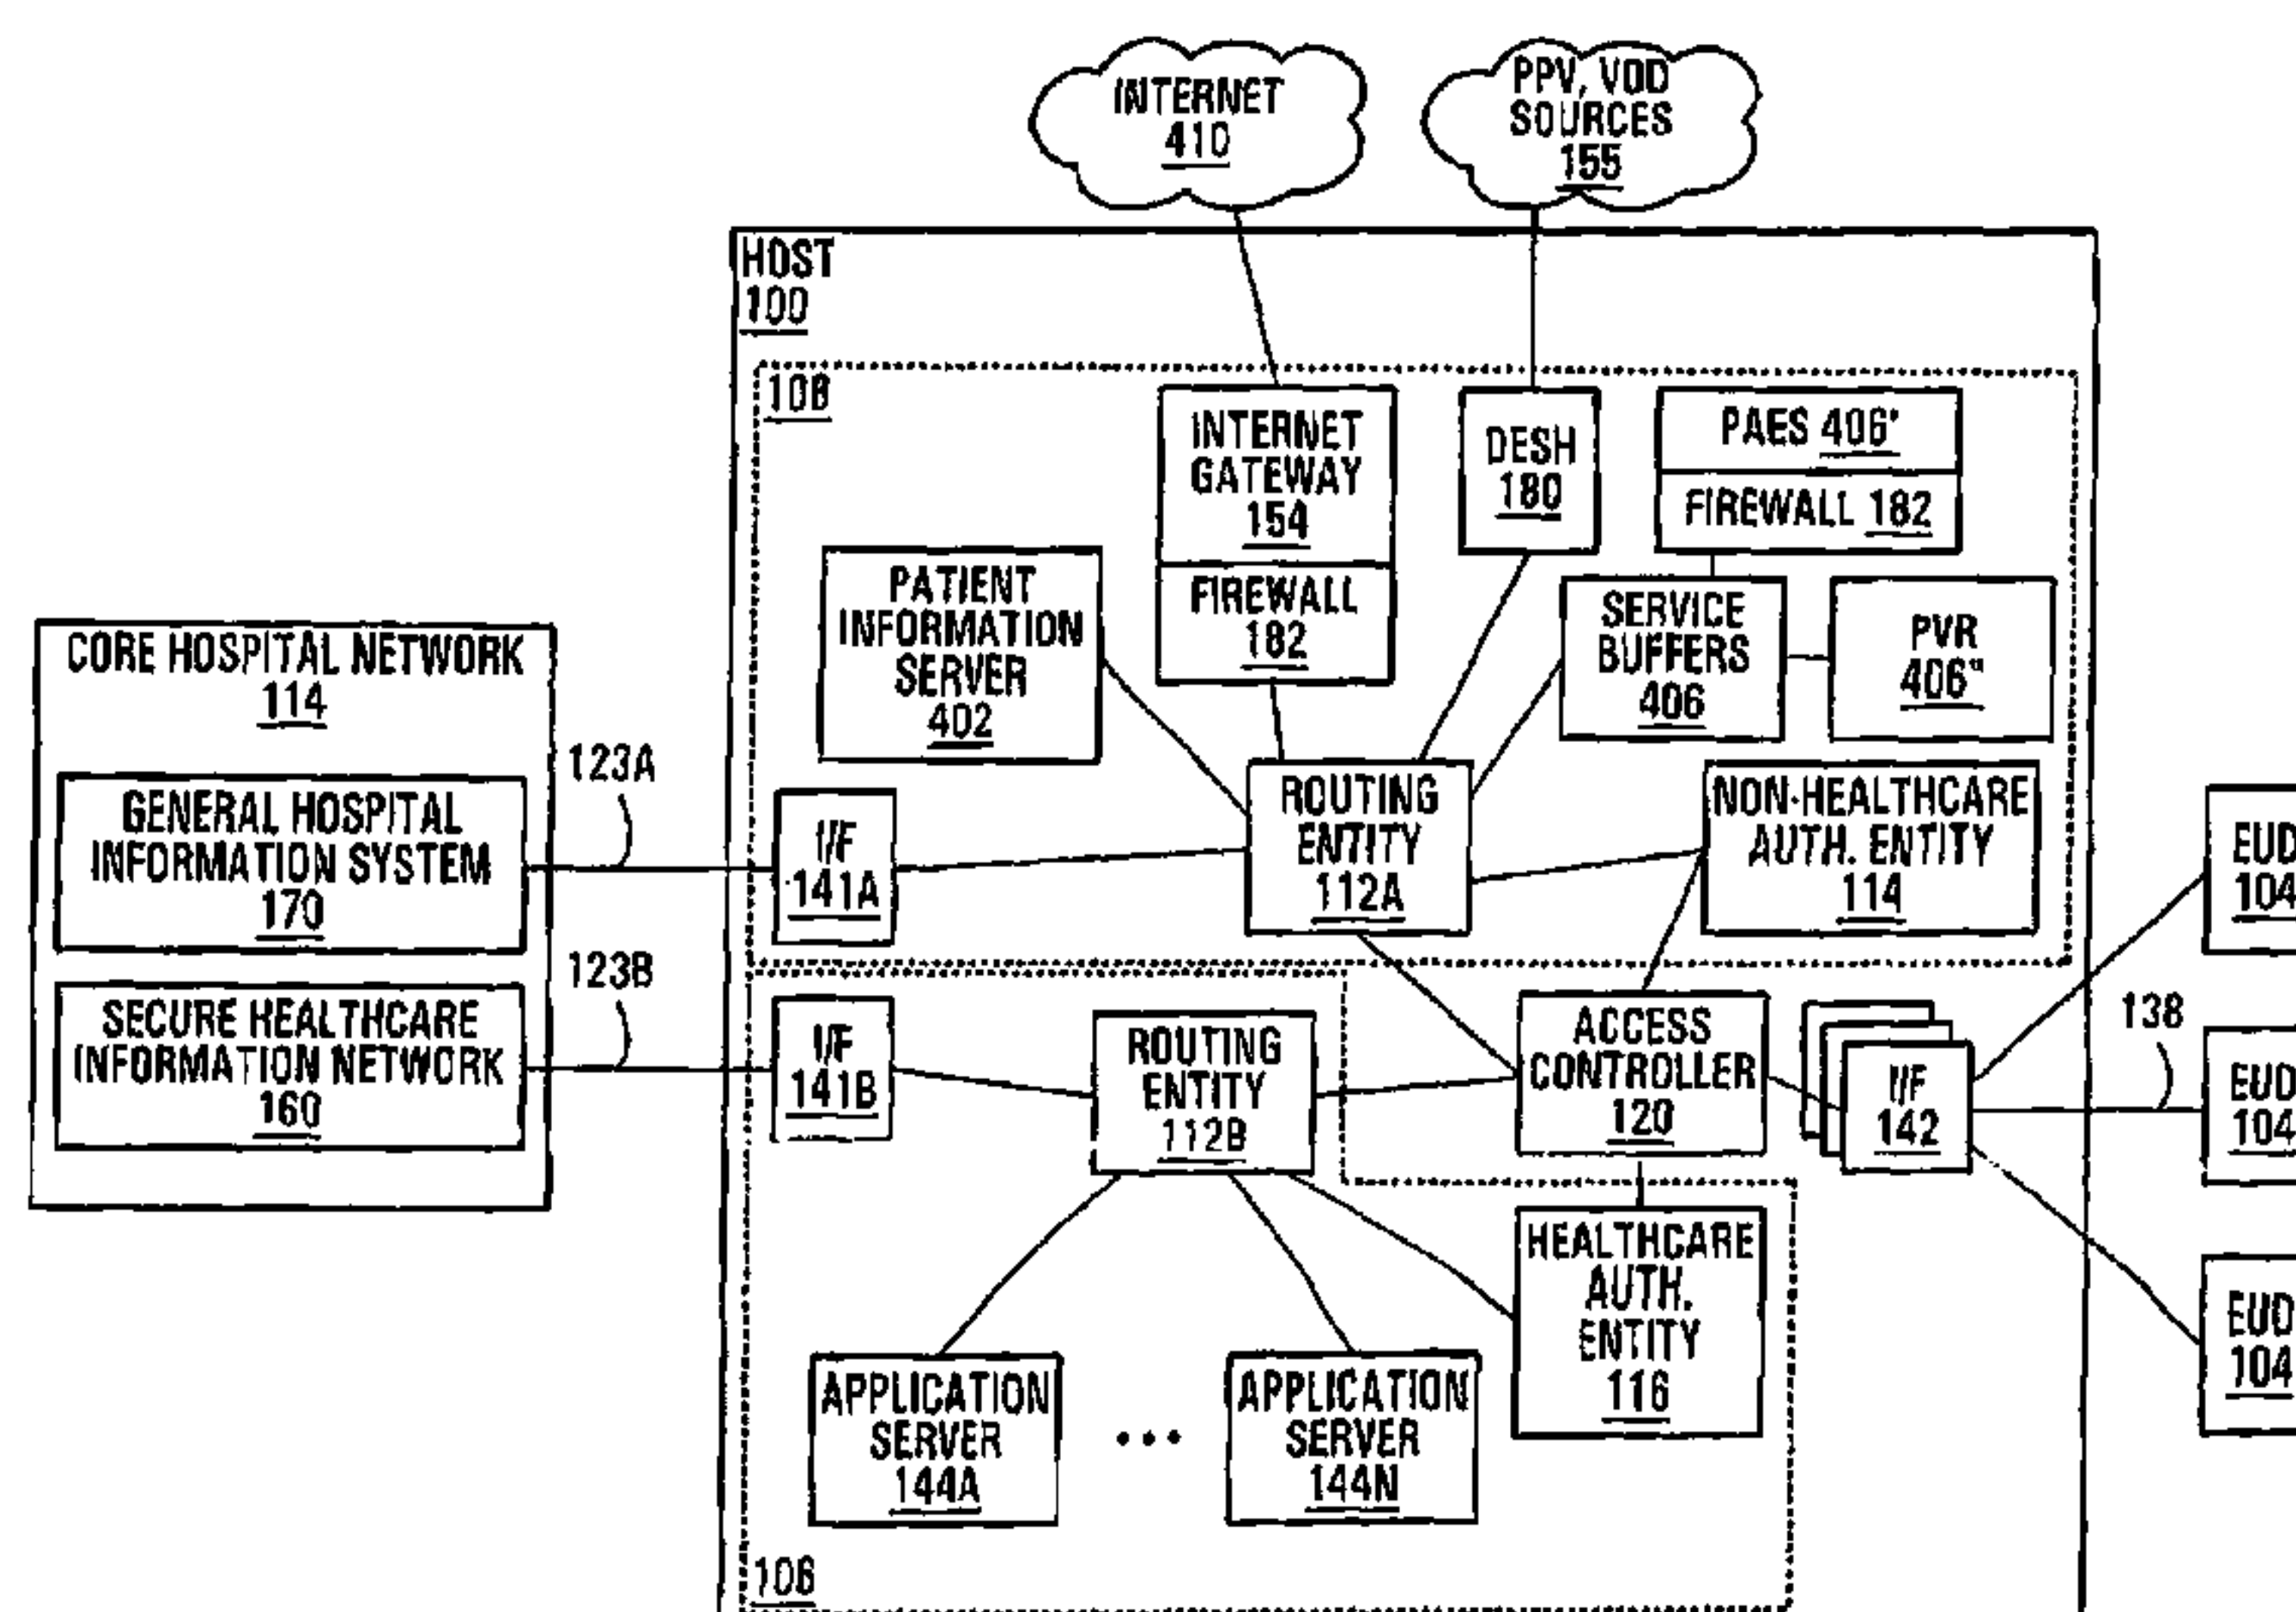 INTERNET
410
PPV, VOD
SOURCES
155
HOST
100
108
INTERNET
GATEWAY
154
FIREWALL
182
DESH
180
PAES 406'
FIREWALL 182
PATIENT
INFORMATION
SERVER
402
SERVICE
BUFFERS
406
PVR
406"
CORE HOSPITAL NETWORK
114
GENERAL HOSPITAL
INFORMATION SYSTEM
170
123A
I/F
141A
ROUTING
ENTITY
112A
NON-HEALTHCARE
AUTH. ENTITY
114
EUD
104
SECURE HEALTHCARE
INFORMATION NETWORK
160
123B
I/F
141B
ROUTING
ENTITY
112B
ACCESS
CONTROLLER
120
I/F
142
138
EUD
104
HEALTHCARE
AUTH.
ENTITY
116
EUD
104
APPLICATION
SERVER
144A
...
APPLICATION
SERVER
144N
106